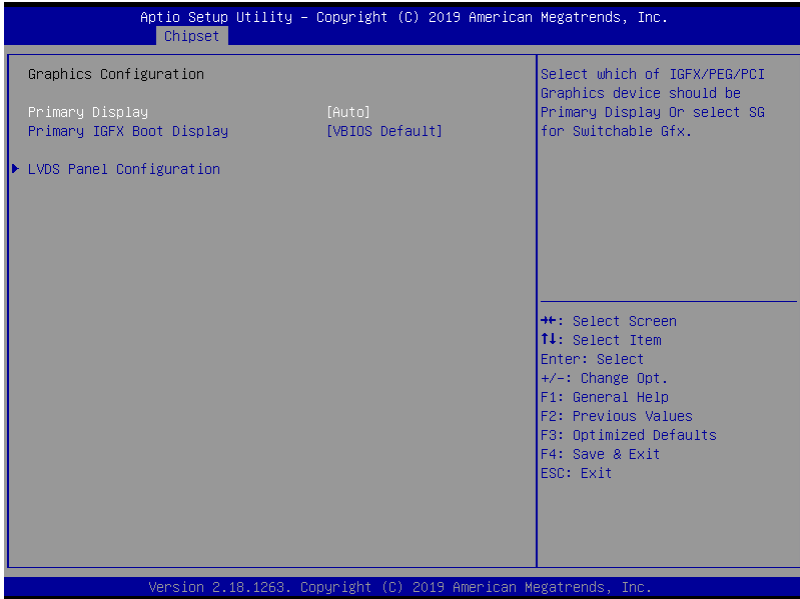 Aptio Setup Utility – Copyright (C) 2019 American Megatrends, Inc.
Chipset
Graphics Configuration
Primary Display [Auto]
Primary IGFX Boot Display [VBIOS Default]
▶ LVDS Panel Configuration
Select which of IGFX/PEG/PCI
Graphics device should be
Primary Display Or select SG
for Switchable Gfx.
→←: Select Screen
↑↓: Select Item
Enter: Select
+/-: Change Opt.
F1: General Help
F2: Previous Values
F3: Optimized Defaults
F4: Save & Exit
ESC: Exit
Version 2.18.1263. Copyright (C) 2019 American Megatrends, Inc.